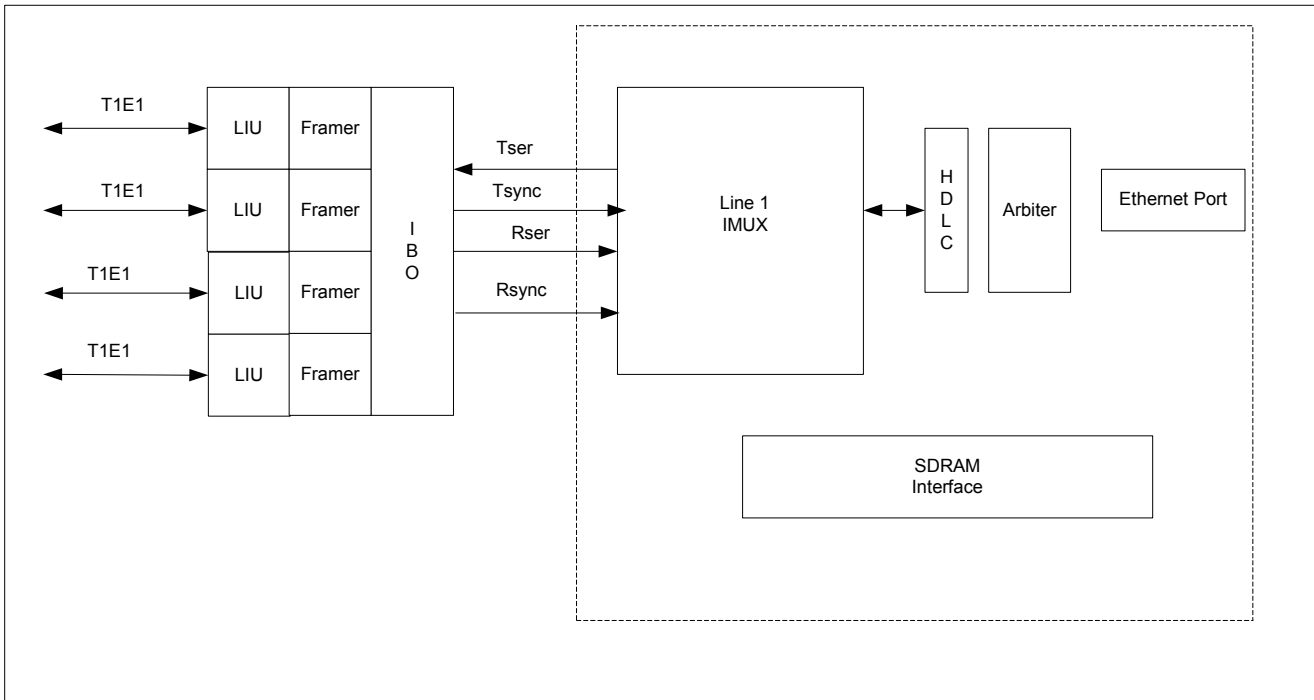 T1E1
LIU
Framer
T1E1
LIU
Framer
T1E1
LIU
Framer
T1E1
LIU
Framer
I
B
O
Tser
Tsync
Rser
Rsync
Line 1
IMUX
H
D
L
C
Arbiter
Ethernet Port
SDRAM
Interface